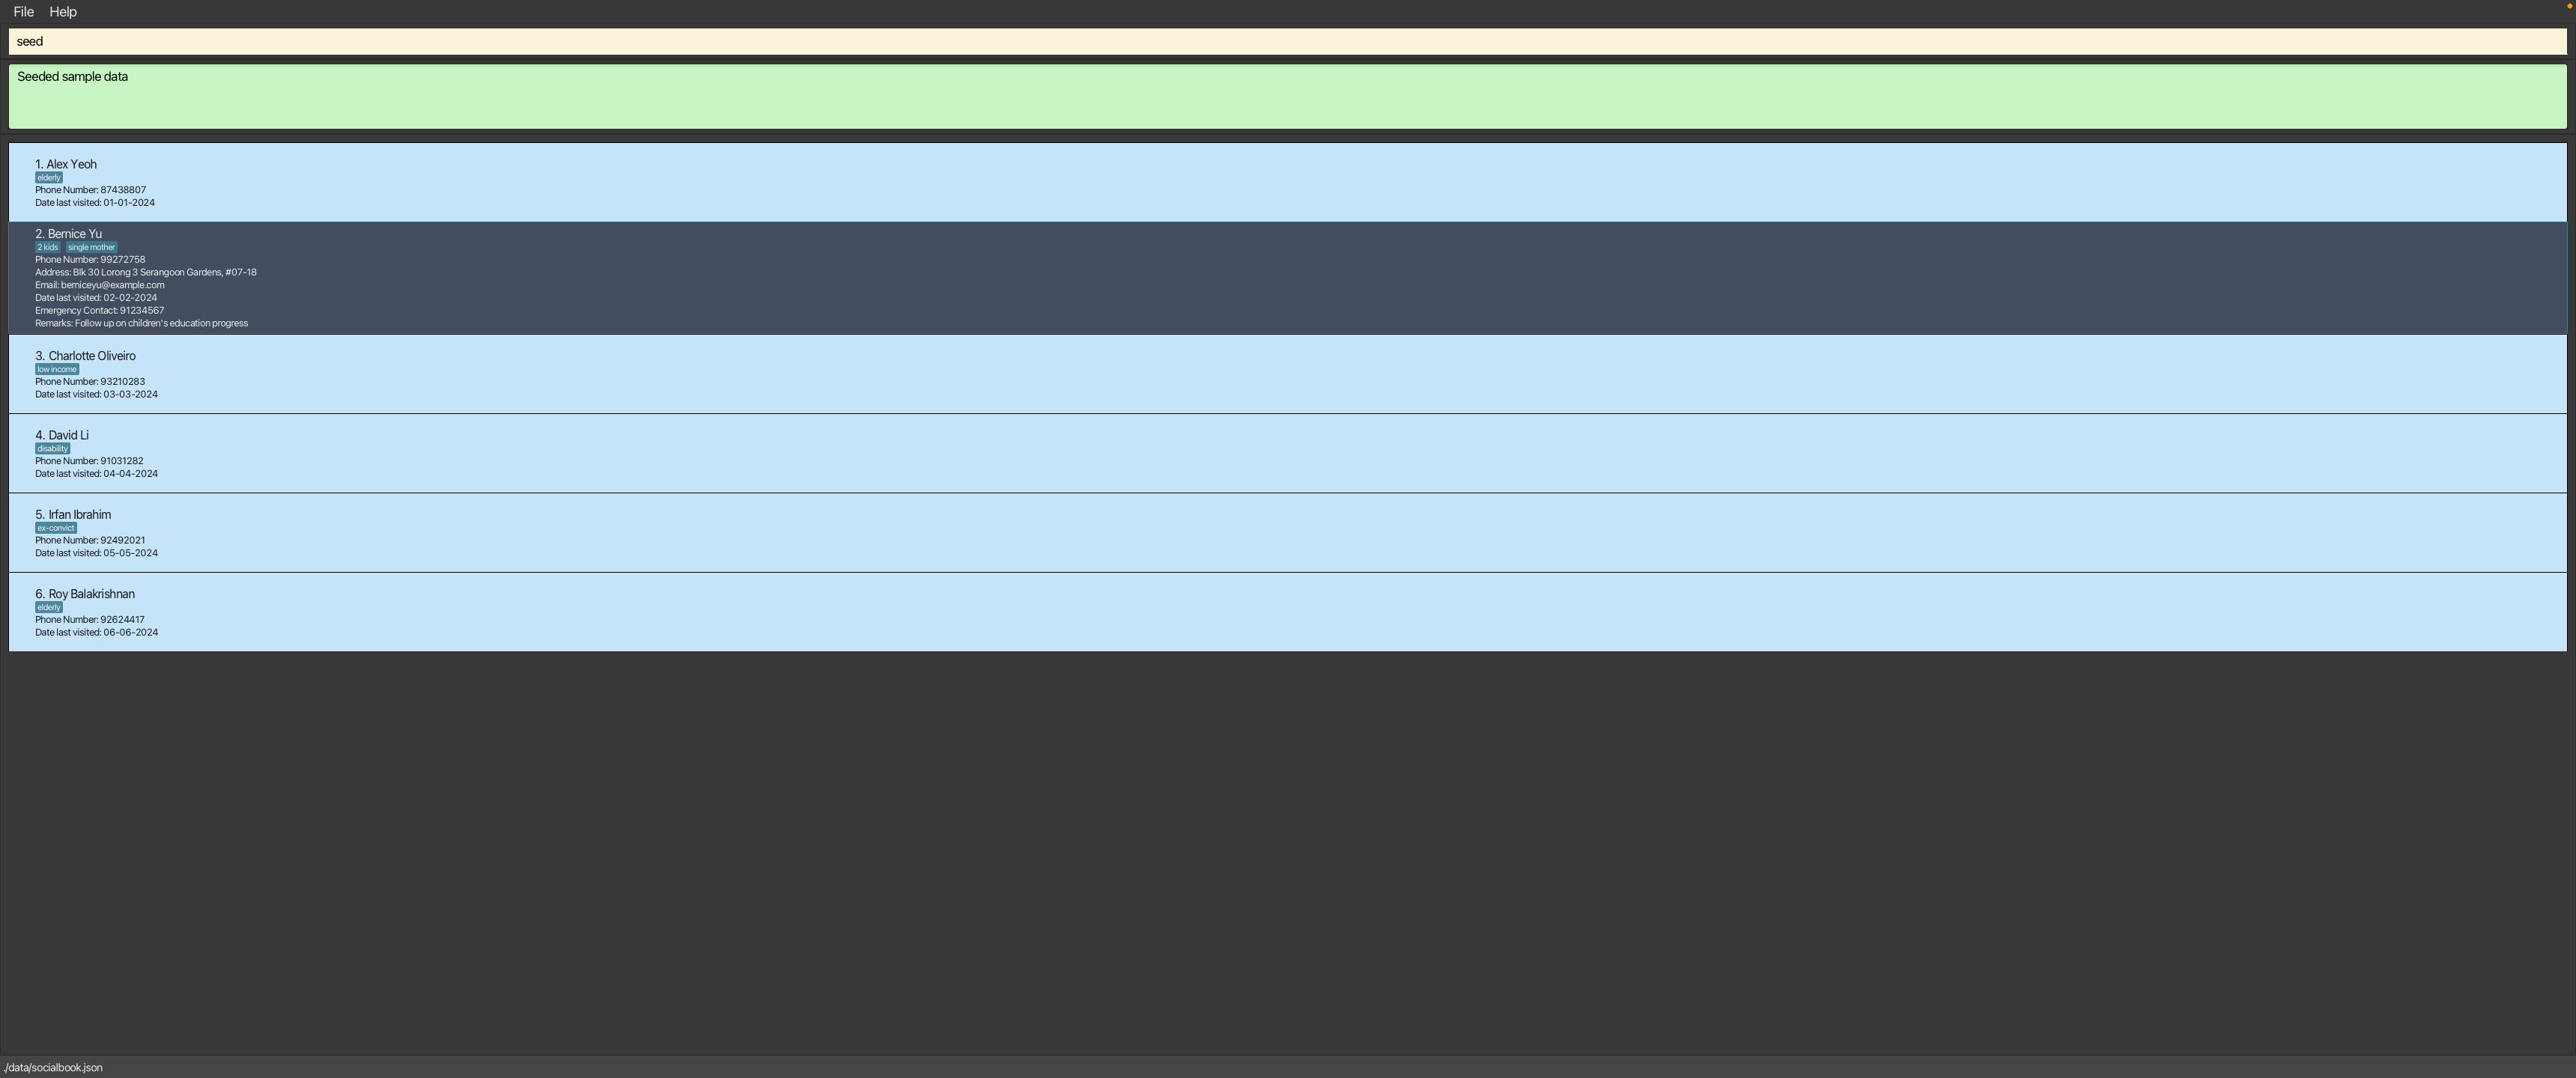 File Help
seed
Seeded sample data
1. Alex Yeoh
elderly
Phone Number: 87438807
Date last visited: 01-01-2024
2. Bernice Yu
2 kids single mother
Phone Number: 99272758
Address: Blk 30 Lorong 3 Serangoon Gardens, #07-18
Email: berniceyu@example.com
Date last visited: 02-02-2024
Emergency Contact: 91234567
Remarks: Follow up on children's education progress
3. Charlotte Oliveiro
low income
Phone Number: 93210283
Date last visited: 03-03-2024
4. David Li
disability
Phone Number: 91031282
Date last visited: 04-04-2024
5. Irfan Ibrahim
ex-convict
Phone Number: 92492021
Date last visited: 05-05-2024
6. Roy Balakrishnan
elderly
Phone Number: 92624417
Date last visited: 06-06-2024
./data/socialbook.json